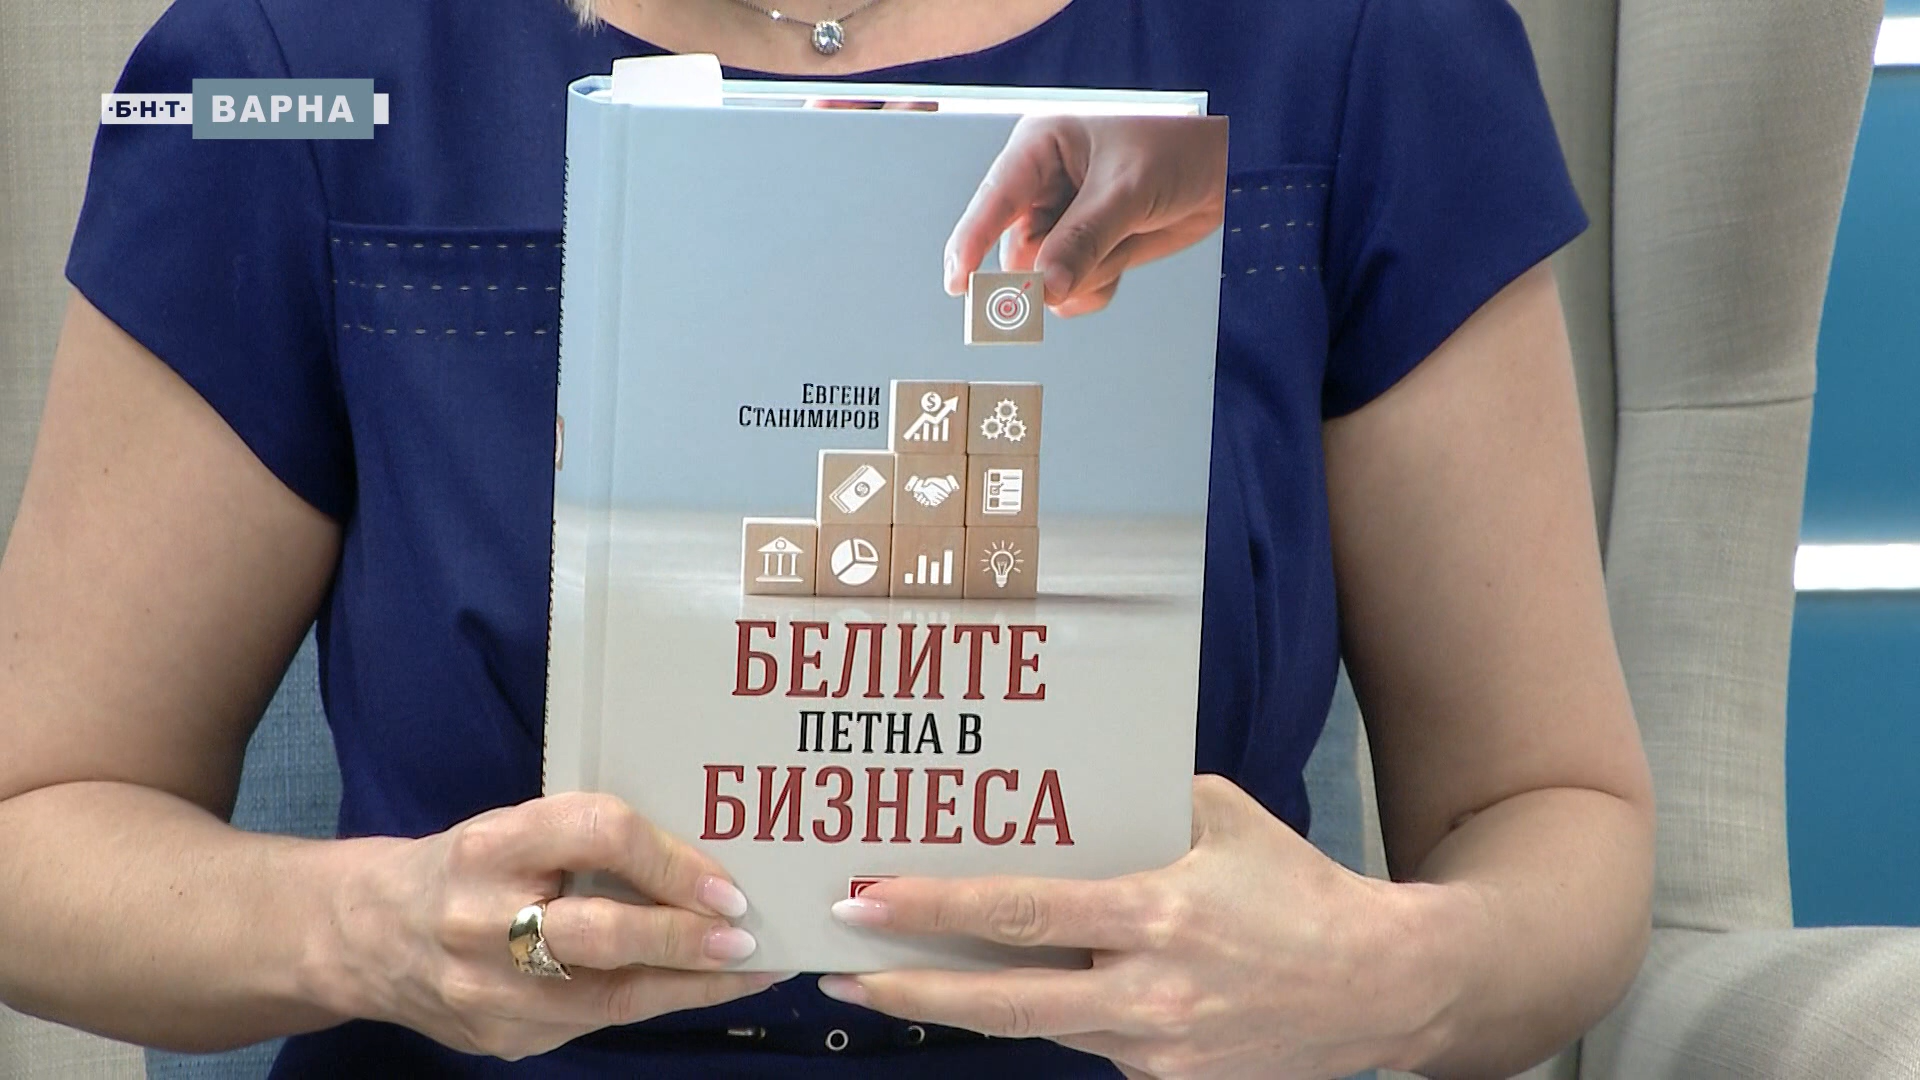 ·Б·Н·Т· ВАРНА
ЕВГЕНИ
СТАНИМИРОВ
БЕЛИТЕ
ПЕТНА В
БИЗНЕСА